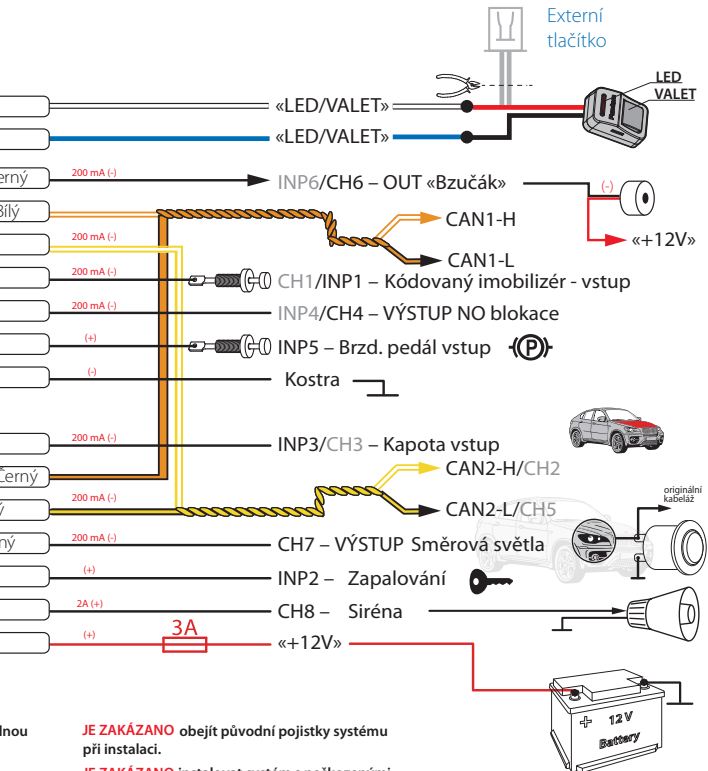 Externí
tlačítko
LED
VALET
«LED/VALET»
«LED/VALET»
erný 200 mA (-) INP6/CH6 – OUT «Bzučák» (-)
Bílý
«+12V»
CAN1-H
200 mA (-)
CAN1-L
200 mA (-) CH1/INP1 – Kódovaný imobilizér - vstup
200 mA (-) INP4/CH4 – VÝSTUP NO blokace
(+) INP5 – Brzd. pedál vstup (P)
(-) Kostra
200 mA (-) INP3/CH3 – Kapota vstup
Černý CAN2-H/CH2
originální
kabeláž
ý 200 mA (-) CAN2-L/CH5
ný 200 mA (-) CH7 – VÝSTUP Směrová světla
(+) INP2 – Zapalování
2A (+) CH8 – Siréna
(+) 3A «+12V»
+ 12V
Battery
dnou
JE ZAKÁZANO obejít původní pojistky systému
při instalaci.